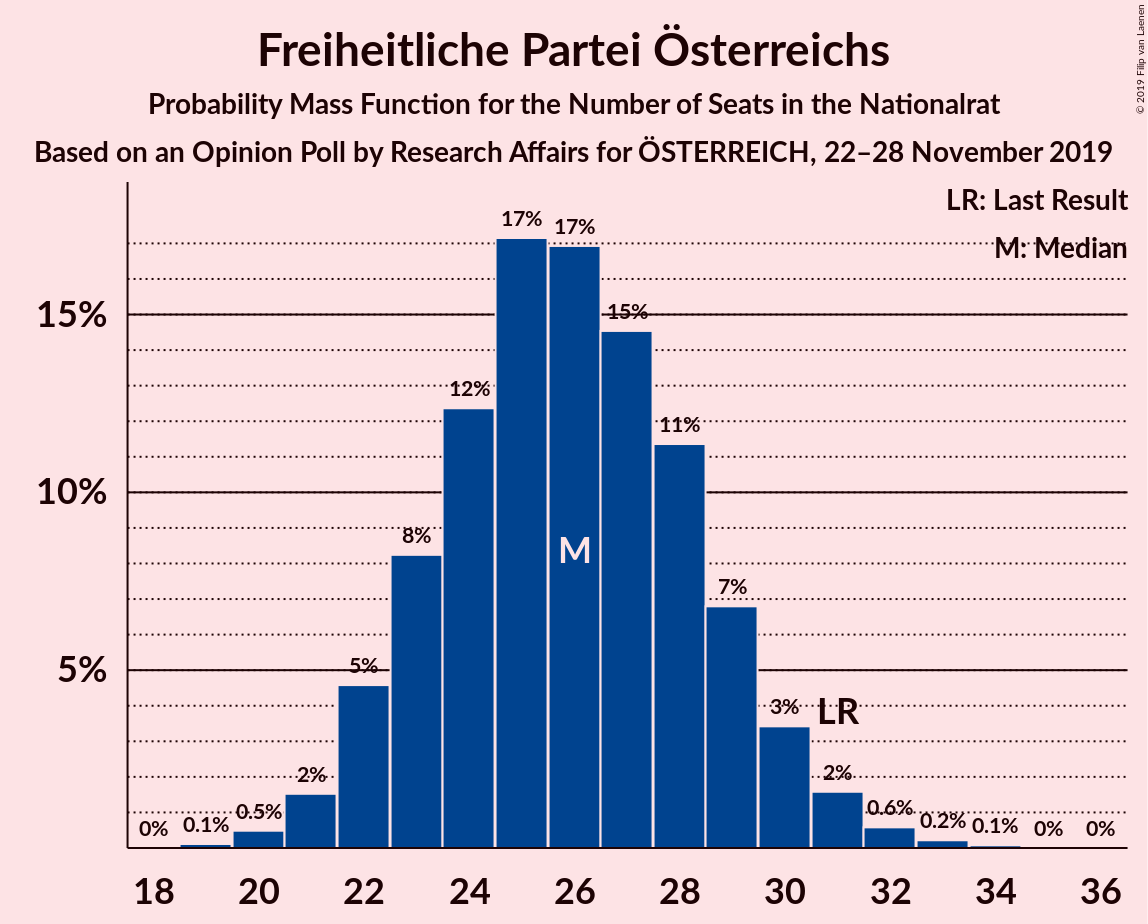 Freiheitliche Partei Österreichs
Probability Mass Function for the Number of Seats in the Nationalrat
Based on an Opinion Poll by Research Affairs for ÖSTERREICH, 22–28 November 2019
© 2019 Filip van Laenen
LR: Last Result
M: Median
15%
10%
5%
0%
0.1%
0.5%
2%
5%
8%
12%
17%
17%
15%
11%
7%
3%
2%
0.6%
0.2%
0.1%
0%
0%
M
LR
18 20 22 24 26 28 30 32 34 36